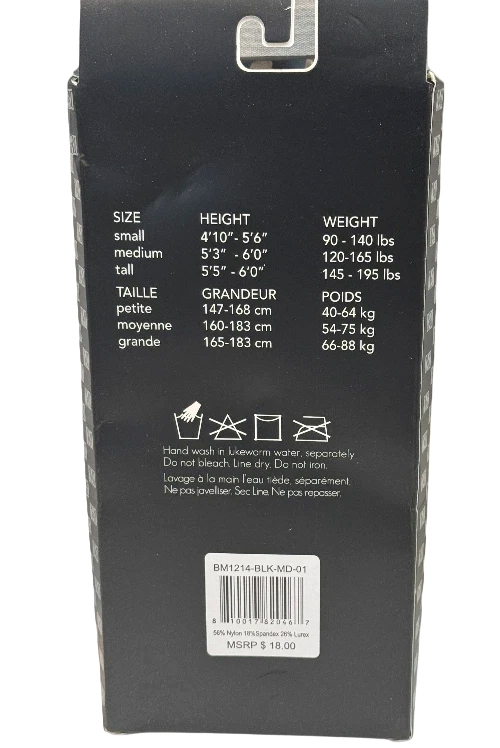 SIZE HEIGHT WEIGHT
small 4'10"- 5'6" 90 - 140 lbs
medium 5'3" - 6'0" 120-165 lbs
tall 5'5" - 6'0" 145 - 195 lbs
TAILLE GRANDEUR POIDS
petite 147-168 cm 40-64 kg
moyenne 160-183 cm 54-75 kg
grande 165-183 cm 66-88 kg
Hand wash in lukewarm water, separately
Do not bleach. Line dry. Do not iron.
Lavage à la main l'eau tiède, séparément.
Ne pas javelliser. Sec Line. Ne pas repasser.
BM1214-BLK-MD-01
8 10017 82046 7
56% Nylon 18%Spandex 26% Lurex
MSRP $ 18.00